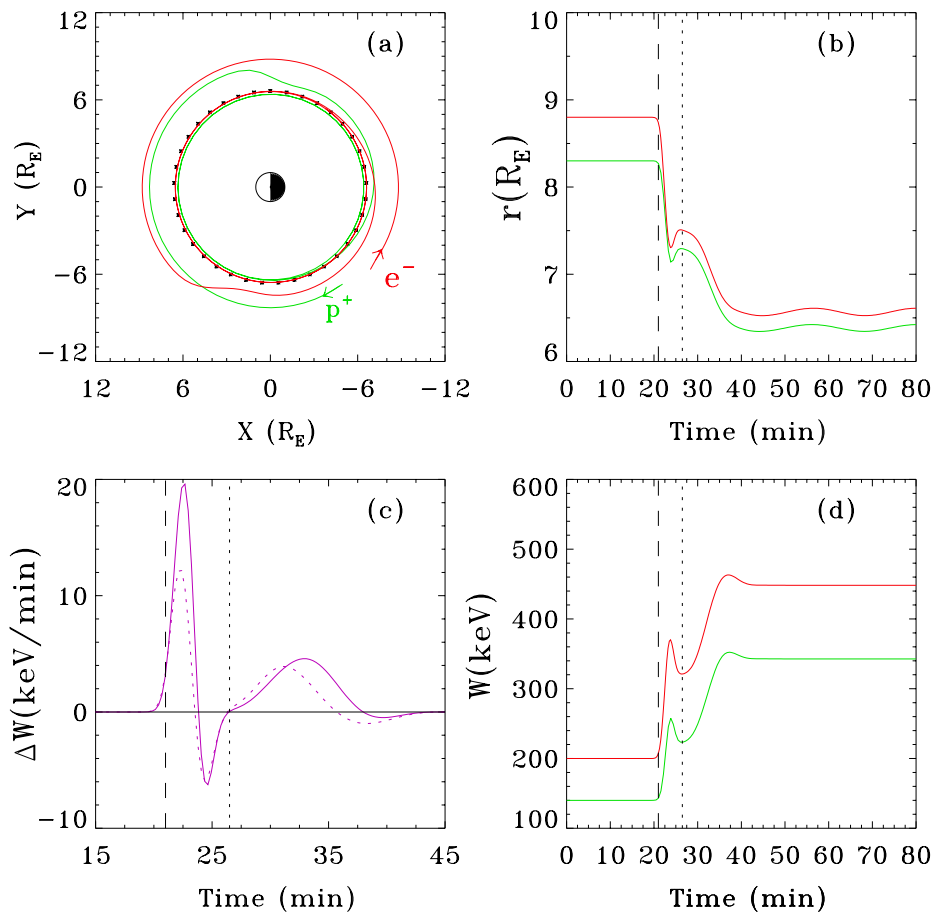 12
6
0
-6
-12
Y (R_E)
12 6 0 -6 -12
X (R_E)
(a)
e⁻
p⁺
10
9
8
7
6
r(R_E)
0 10 20 30 40 50 60 70 80
Time (min)
(b)
20
10
0
-10
ΔW(keV/min)
15 25 35 45
Time (min)
(c)
600
500
400
300
200
100
W(keV)
0 10 20 30 40 50 60 70 80
Time (min)
(d)